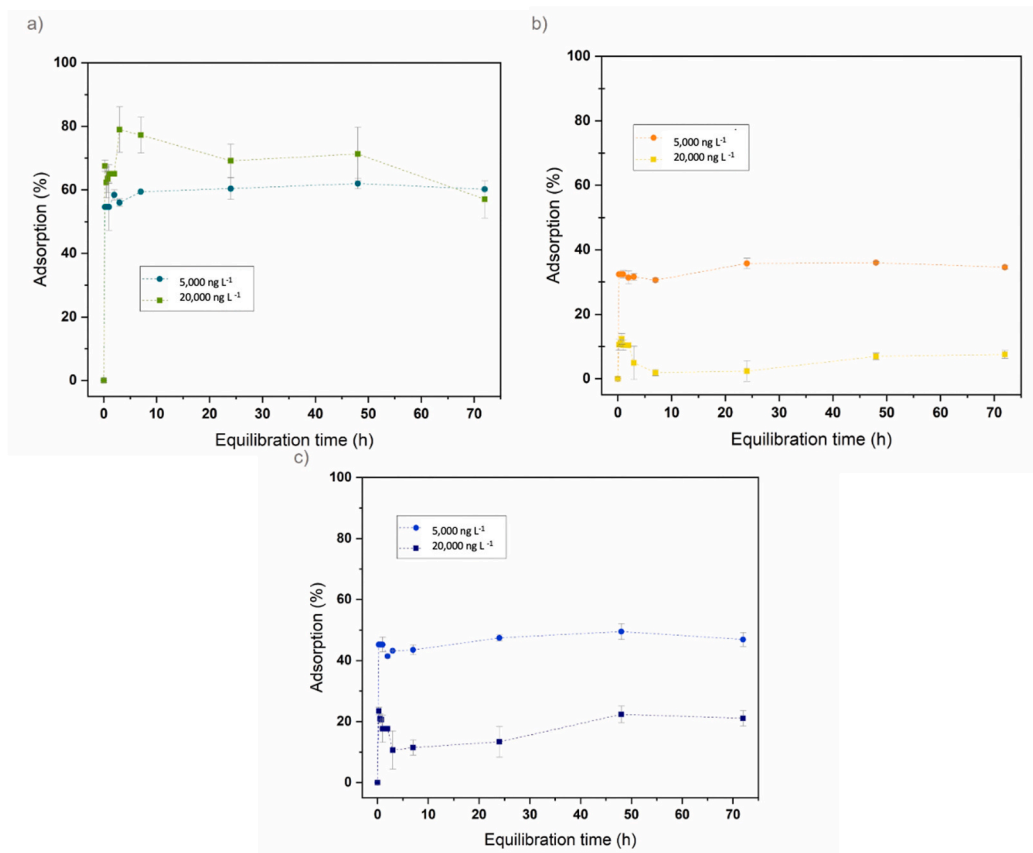 a)
100
80
60
40
20
0
Adsorption (%)
5,000 ng L-1
20,000 ng L-1
0 10 20 30 40 50 60 70
Equilibration time (h)
b)
100
80
60
40
20
0
Adsorption (%)
5,000 ng L-1
20,000 ng L-1
0 10 20 30 40 50 60 70
Equilibration time (h)
c)
100
80
60
40
20
0
Adsorption (%)
5,000 ng L-1
20,000 ng L-1
0 10 20 30 40 50 60 70
Equilibration time (h)